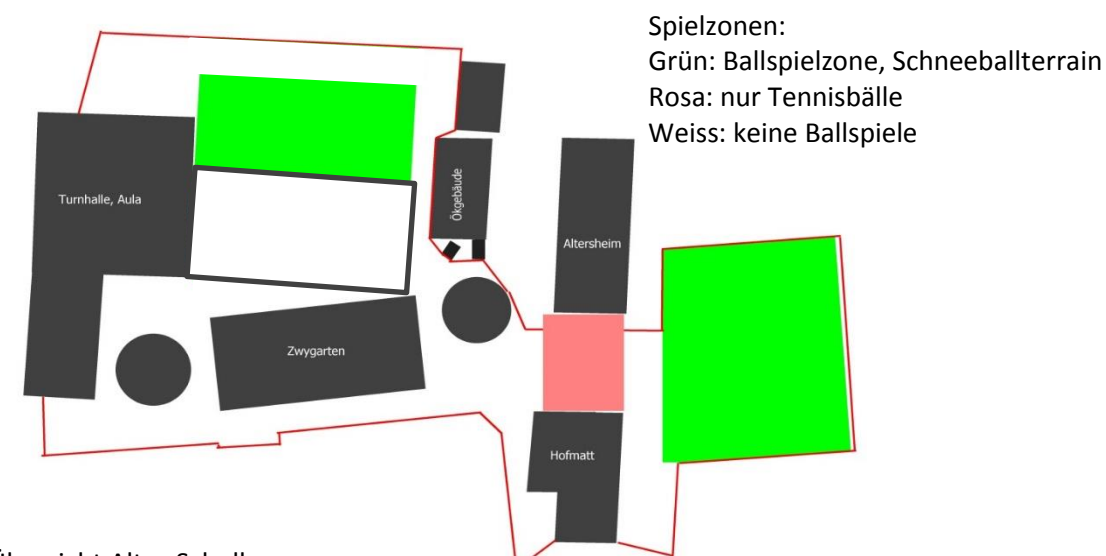 Spielzonen:
Grün: Ballspielzone, Schneeballterrain
Rosa: nur Tennisbälle
Weiss: keine Ballspiele
Turnhalle, Aula
Ökgebäude
Altersheim
Zwygarten
Hofmatt